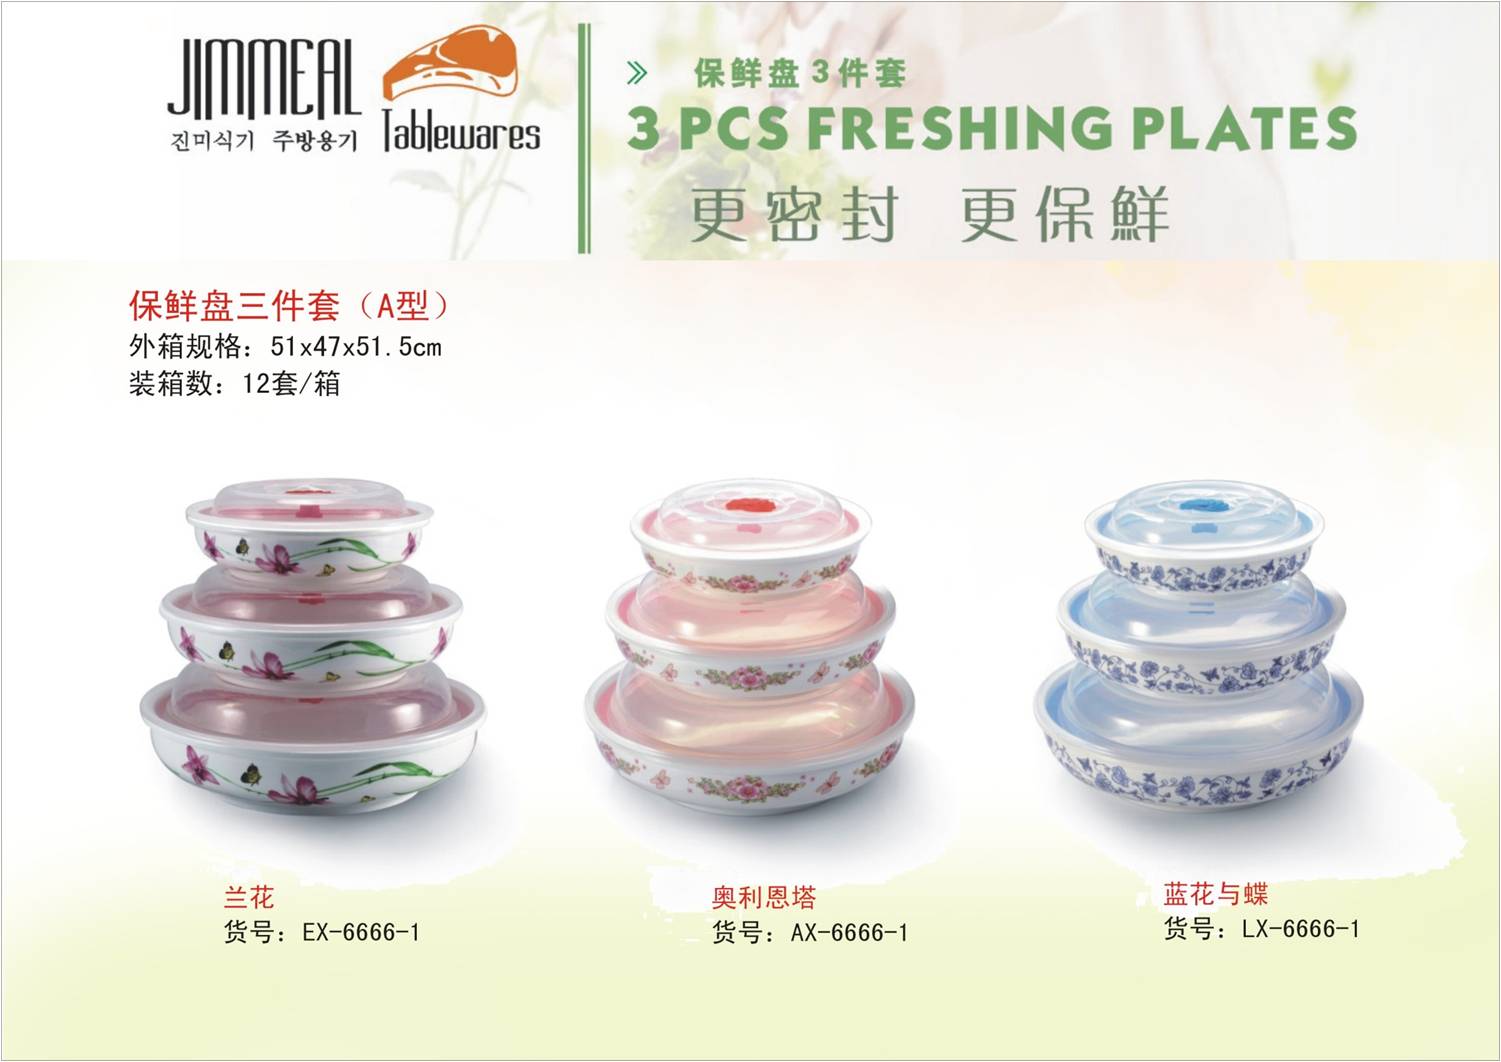 JIMMEAL
진미식기 주방용기
Tablewares
保鲜盘3件套
3 PCS FRESHING PLATES
更密封 更保鮮
保鲜盘三件套（A型）
外箱规格：51x47x51.5cm
装箱数：12套/箱
兰花
货号：EX-6666-1
奥利恩塔
货号：AX-6666-1
蓝花与蝶
货号：LX-6666-1